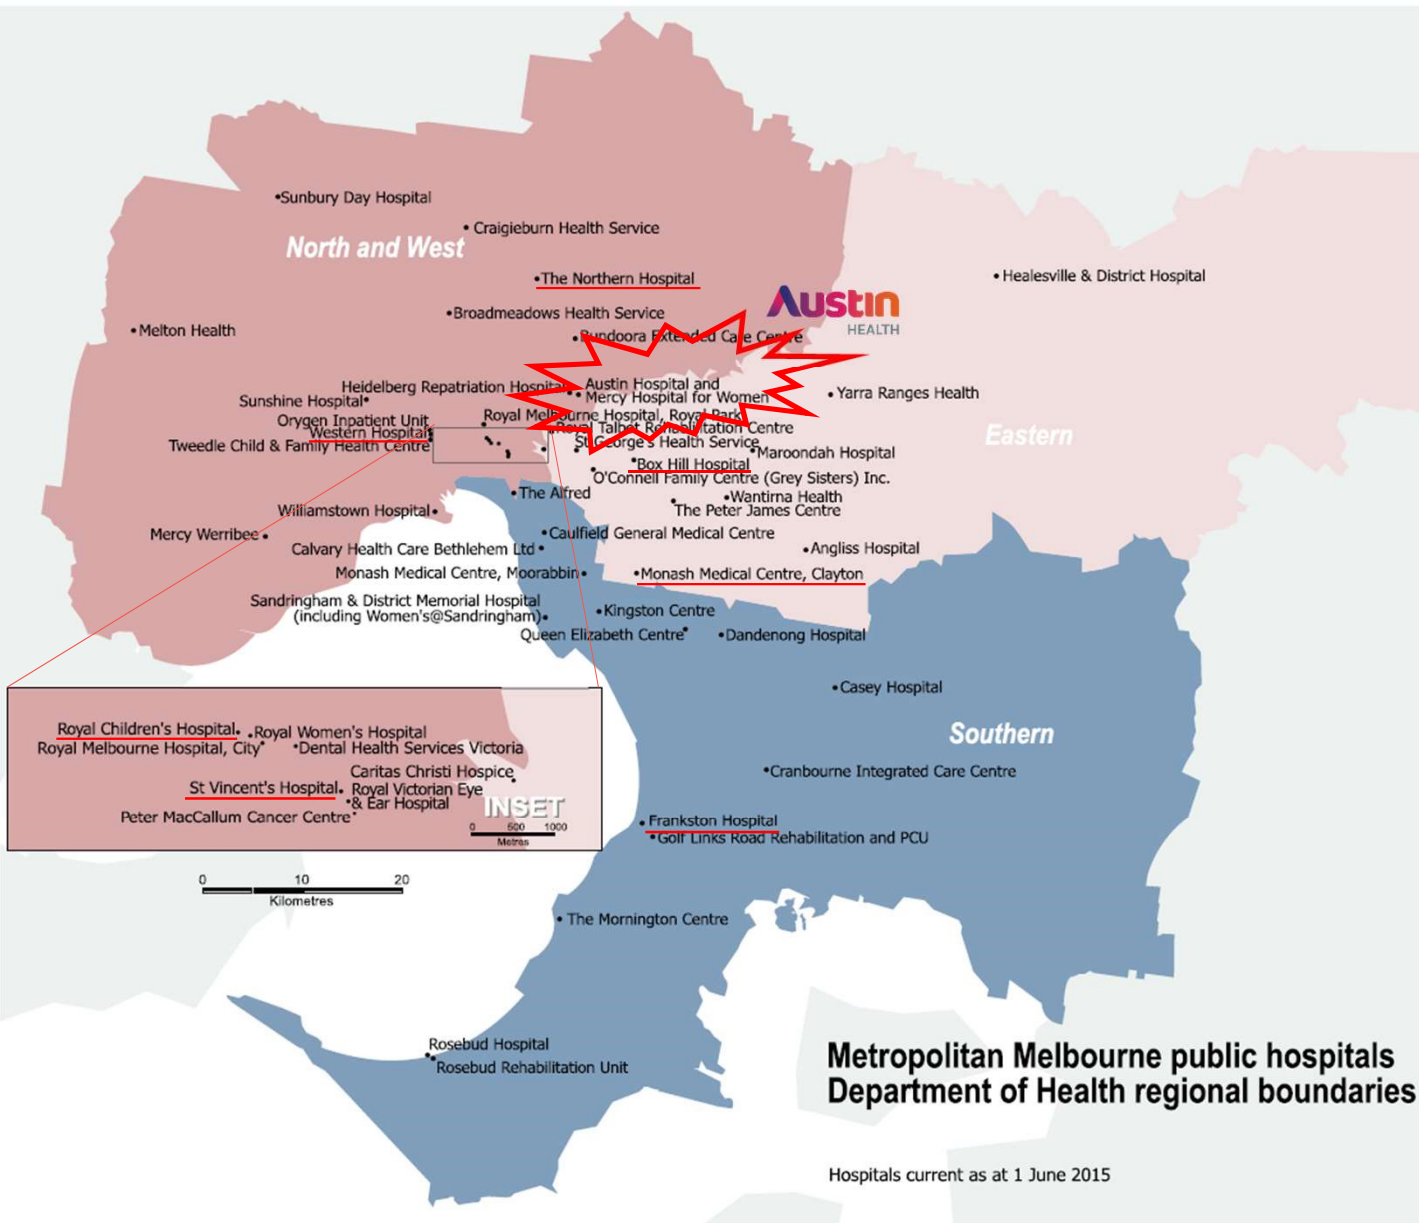 •Sunbury Day Hospital
• Craigieburn Health Service
North and West
•The Northern Hospital
• Healesville & District Hospital
Austin
HEALTH
•Broadmeadows Health Service
• Melton Health
•Bundoora Extended Care Centre
Heidelberg Repatriation Hospital•
• Austin Hospital and
Mercy Hospital for Women
• Yarra Ranges Health
Sunshine Hospital•
Orygen Inpatient Unit
Royal Melbourne Hospital, Royal Park
Western Hospital•
Royal Talbot Rehabilitation Centre
Eastern
Tweedle Child & Family Health Centre
St George's Health Service
•Maroondah Hospital
•Box Hill Hospital
O'Connell Family Centre (Grey Sisters) Inc.
•The Alfred
•Wantirna Health
Williamstown Hospital•
The Peter James Centre
Mercy Werribee •
•Caulfield General Medical Centre
Calvary Health Care Bethlehem Ltd •
•Angliss Hospital
Monash Medical Centre, Moorabbin•
•Monash Medical Centre, Clayton
Sandringham & District Memorial Hospital
(including Women's@Sandringham)•
•Kingston Centre
Queen Elizabeth Centre•
•Dandenong Hospital
•Casey Hospital
Southern
Royal Children's Hospital•
•Royal Women's Hospital
Royal Melbourne Hospital, City•
•Dental Health Services Victoria
Caritas Christi Hospice
St Vincent's Hospital•
Royal Victorian Eye
•& Ear Hospital
Peter MacCallum Cancer Centre•
INSET
0 500 1000
Metres
•Cranbourne Integrated Care Centre
• Frankston Hospital
•Golf Links Road Rehabilitation and PCU
0 10 20
Kilometres
• The Mornington Centre
Rosebud Hospital
Rosebud Rehabilitation Unit
Metropolitan Melbourne public hospitals
Department of Health regional boundaries
Hospitals current as at 1 June 2015